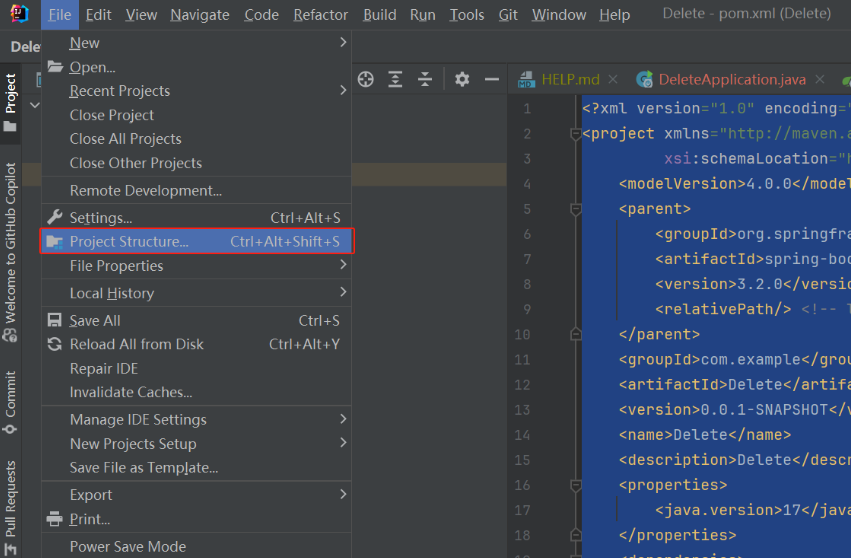 File Edit View Navigate Code Refactor Build Run Tools Git Window Help Delete - pom.xml (Delete)
Dele
Project
Welcome to GitHub Copilot
Commit
Pull Requests
New
Open...
Recent Projects
Close Project
Close All Projects
Close Other Projects
Remote Development...
Settings... Ctrl+Alt+S
Project Structure... Ctrl+Alt+Shift+S
File Properties
Local History
Save All Ctrl+S
Reload All from Disk Ctrl+Alt+Y
Repair IDE
Invalidate Caches...
Manage IDE Settings
New Projects Setup
Save File as Template...
Export
Print...
Power Save Mode
HELP.md DeleteApplication.java
1 <?xml version="1.0" encoding="
2 <project xmlns="http://maven.a
3 xsi:schemaLocation="h
4 <modelVersion>4.0.0</model
5 <parent>
6 <groupId>org.springfra
7 <artifactId>spring-boo
8 <version>3.2.0</versio
9 <relativePath/> <!-- l
10 </parent>
11 <groupId>com.example</grou
12 <artifactId>Delete</artifa
13 <version>0.0.1-SNAPSHOT</v
14 <name>Delete</name>
15 <description>Delete</descr
16 <properties>
17 <java.version>17</java
18 </properties>
<dependencies>